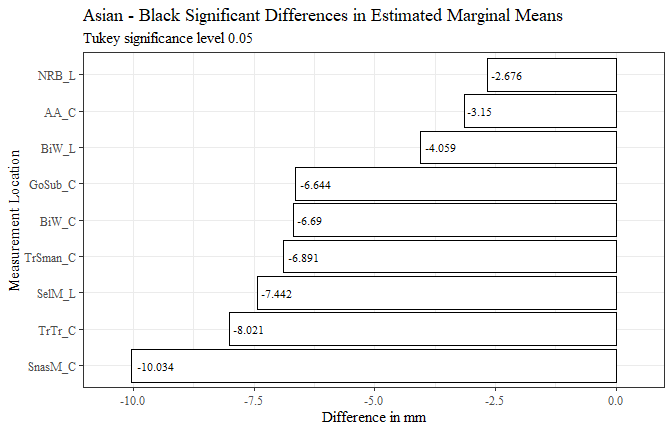 Asian - Black Significant Differences in Estimated Marginal Means
Tukey significance level 0.05
Measurement Location
NRB_L -2.676
AA_C -3.15
BiW_L -4.059
GoSub_C -6.644
BiW_C -6.69
TrSman_C -6.891
SelM_L -7.442
TrTr_C -8.021
SnasM_C -10.034
-10.0 -7.5 -5.0 -2.5 0.0
Difference in mm